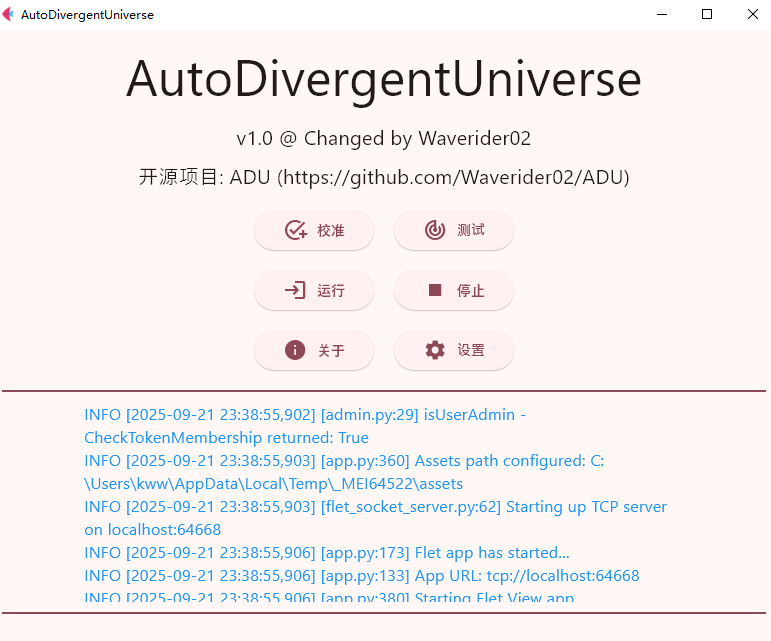 AutoDivergentUniverse
AutoDivergentUniverse
v1.0 @ Changed by Waverider02
开源项目: ADU (https://github.com/Waverider02/ADU)
校准
测试
运行
停止
关于
设置
INFO [2025-09-21 23:38:55,902] [admin.py:29] isUserAdmin -
CheckTokenMembership returned: True
INFO [2025-09-21 23:38:55,903] [app.py:360] Assets path configured: C:
\Users\kww\AppData\Local\Temp\_MEI64522\assets
INFO [2025-09-21 23:38:55,903] [flet_socket_server.py:62] Starting up TCP server
on localhost:64668
INFO [2025-09-21 23:38:55,906] [app.py:173] Flet app has started...
INFO [2025-09-21 23:38:55,906] [app.py:133] App URL: tcp://localhost:64668
INFO [2025-09-21 23:38:55,906] [app.py:380] Starting Flet View app